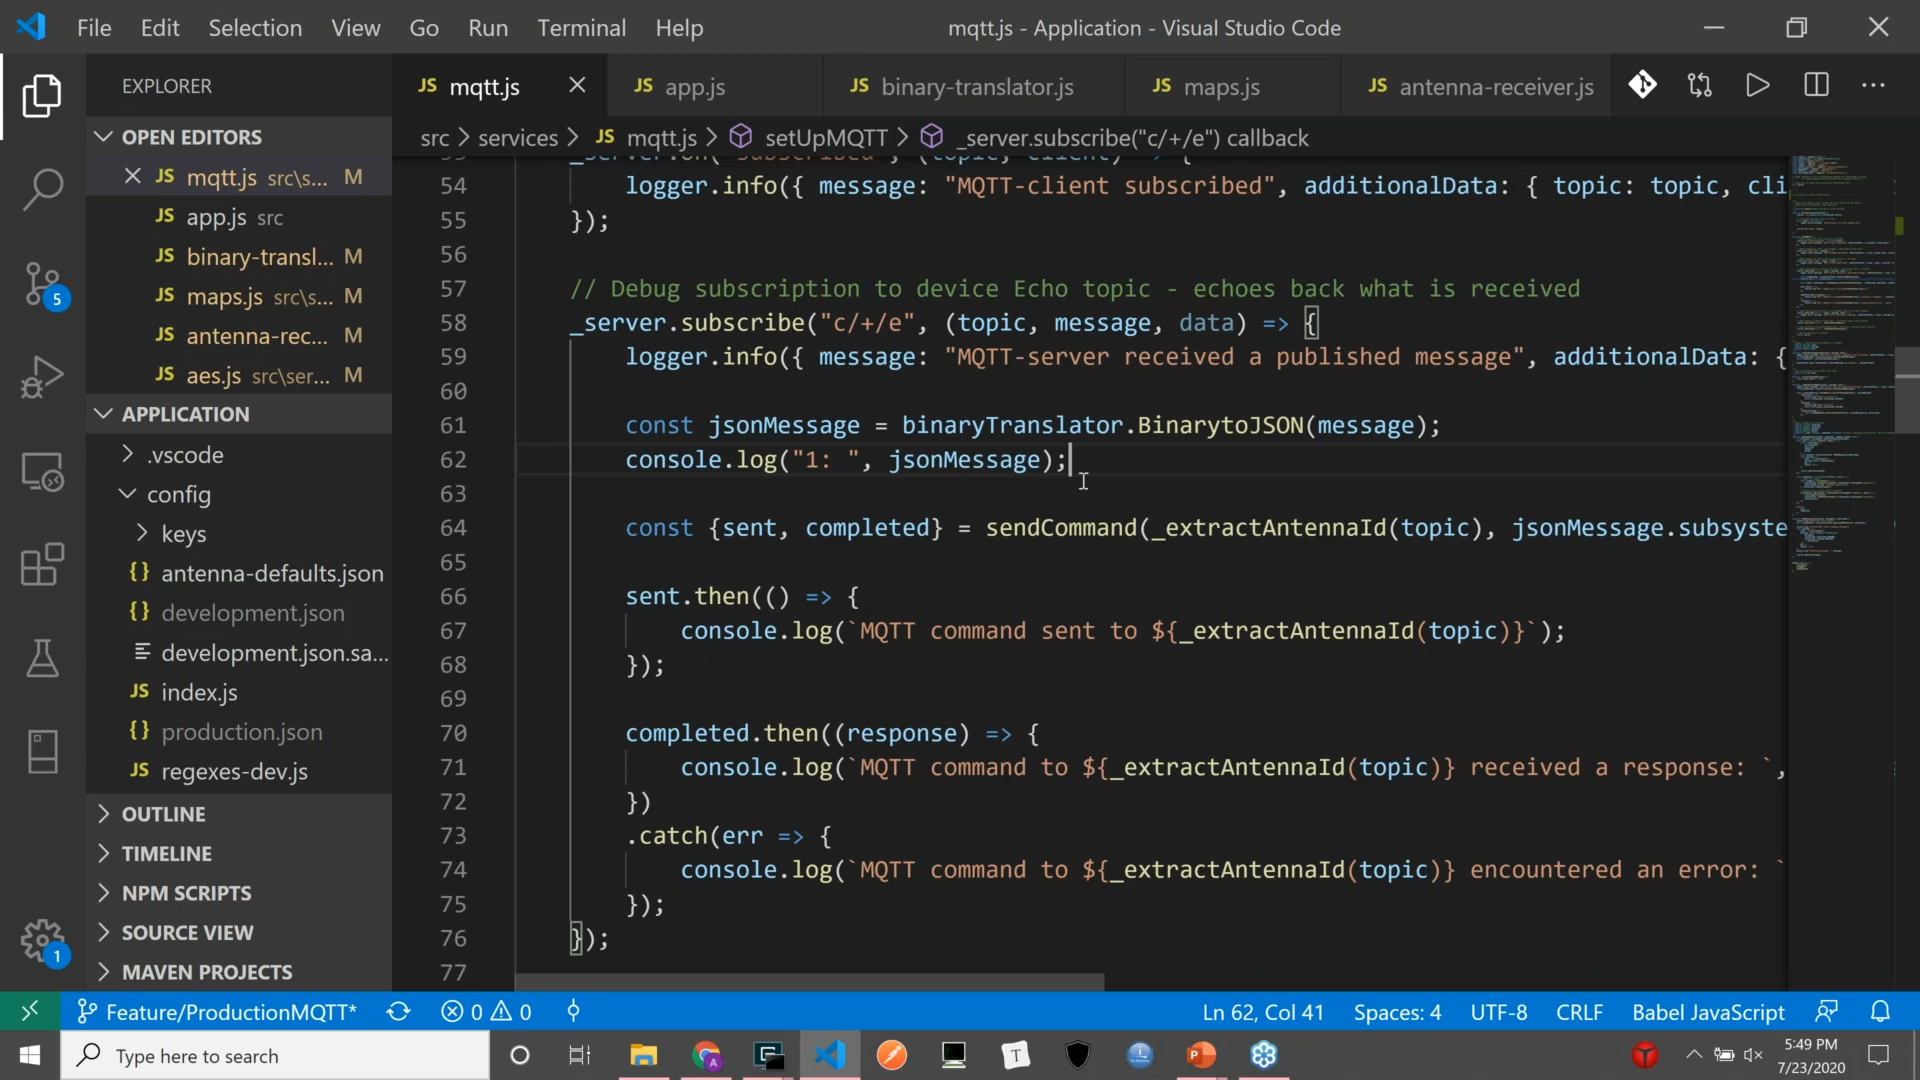 File Edit Selection View Go Run Terminal Help
mqtt.js - Application - Visual Studio Code
EXPLORER
JS mqtt.js
JS app.js
JS binary-translator.js
JS maps.js
JS antenna-receiver.js
OPEN EDITORS
JS mqtt.js src\s... M
JS app.js src
JS binary-transl... M
JS maps.js src\s... M
JS antenna-rec... M
JS aes.js src\ser... M
APPLICATION
.vscode
config
keys
{} antenna-defaults.json
{} development.json
development.json.sa...
JS index.js
{} production.json
JS regexes-dev.js
OUTLINE
TIMELINE
NPM SCRIPTS
SOURCE VIEW
MAVEN PROJECTS
5
1
src > services > JS mqtt.js > setUpMQTT > _server.subscribe("c/+/e") callback
54 logger.info({ message: "MQTT-client subscribed", additionalData: { topic: topic, cli
55 });
56
57 // Debug subscription to device Echo topic - echoes back what is received
58 _server.subscribe("c/+/e", (topic, message, data) => {
59 logger.info({ message: "MQTT-server received a published message", additionalData: {
60
61 const jsonMessage = binaryTranslator.BinarytoJSON(message);
62 console.log("1: ", jsonMessage);
63
64 const {sent, completed} = sendCommand(_extractAntennaId(topic), jsonMessage.subsyste
65
66 sent.then(() => {
67 console.log(`MQTT command sent to ${_extractAntennaId(topic)}`);
68 });
69
70 completed.then((response) => {
71 console.log(`MQTT command to ${_extractAntennaId(topic)} received a response: `,
72 })
73 .catch(err => {
74 console.log(`MQTT command to ${_extractAntennaId(topic)} encountered an error: `
75 });
76 });
77
Feature/ProductionMQTT* 0 0 Ln 62, Col 41 Spaces: 4 UTF-8 CRLF Babel JavaScript
Type here to search
T
5:49 PM
7/23/2020